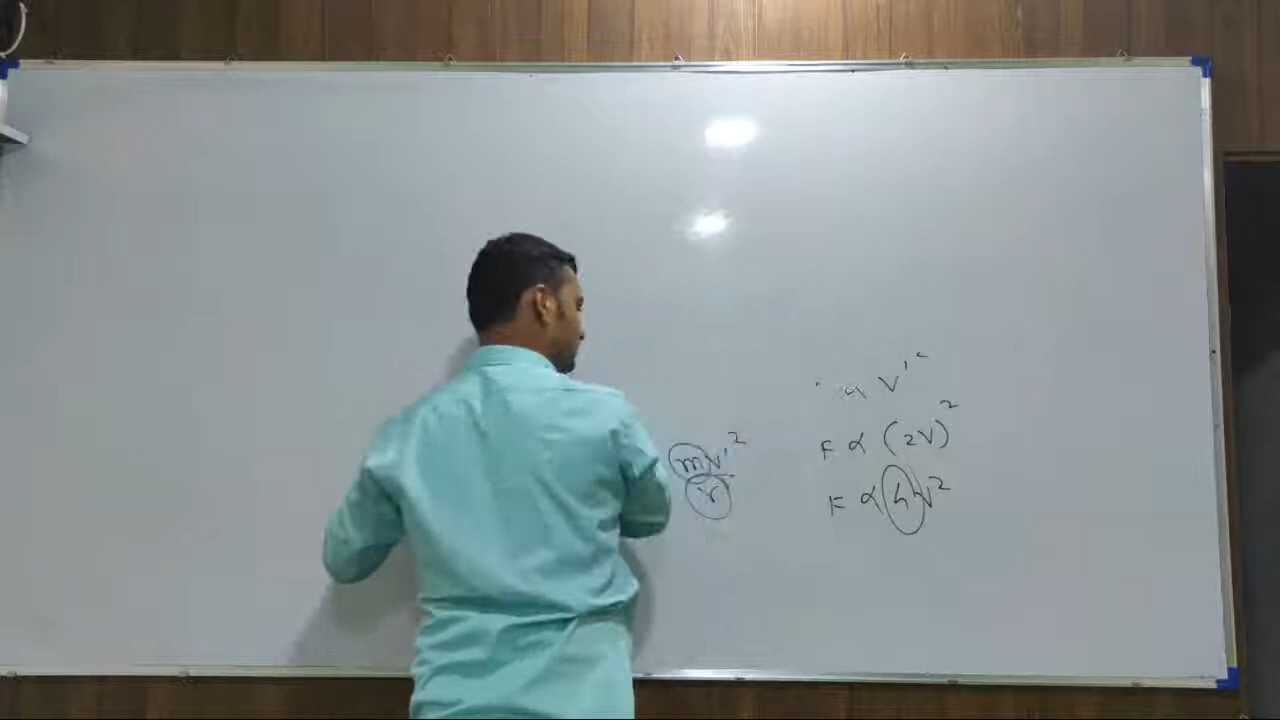 mv'²
r
∝ v'²
F ∝ (2v)²
F ∝ 4v²